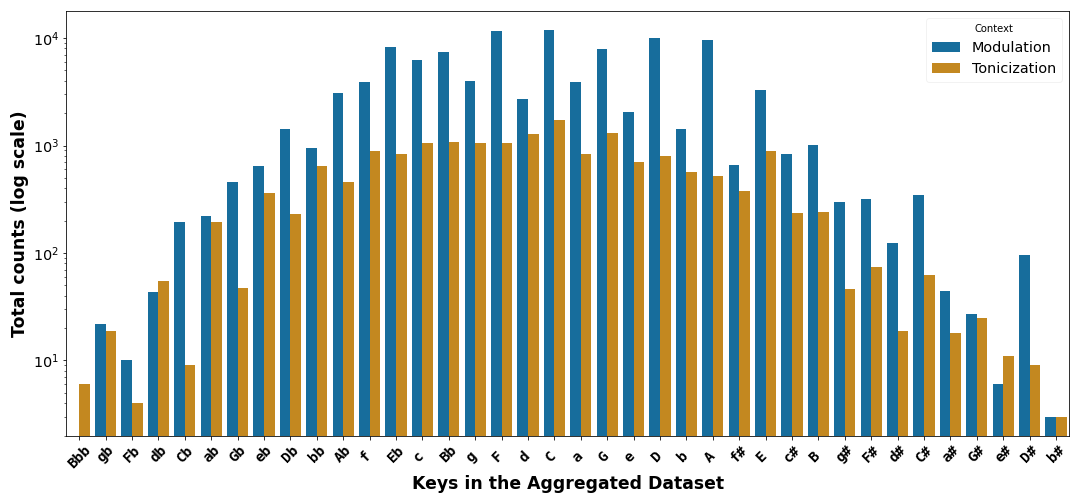 Context
Modulation
Tonicization
Total counts (log scale)
10⁴
10³
10²
10¹
Bbb gb Fb db Cb ab Gb eb Db bb Ab f Eb c Bb g F d C a G e D b A f# E c# B g# F# d# C# a# G# e# D# b#
Keys in the Aggregated Dataset